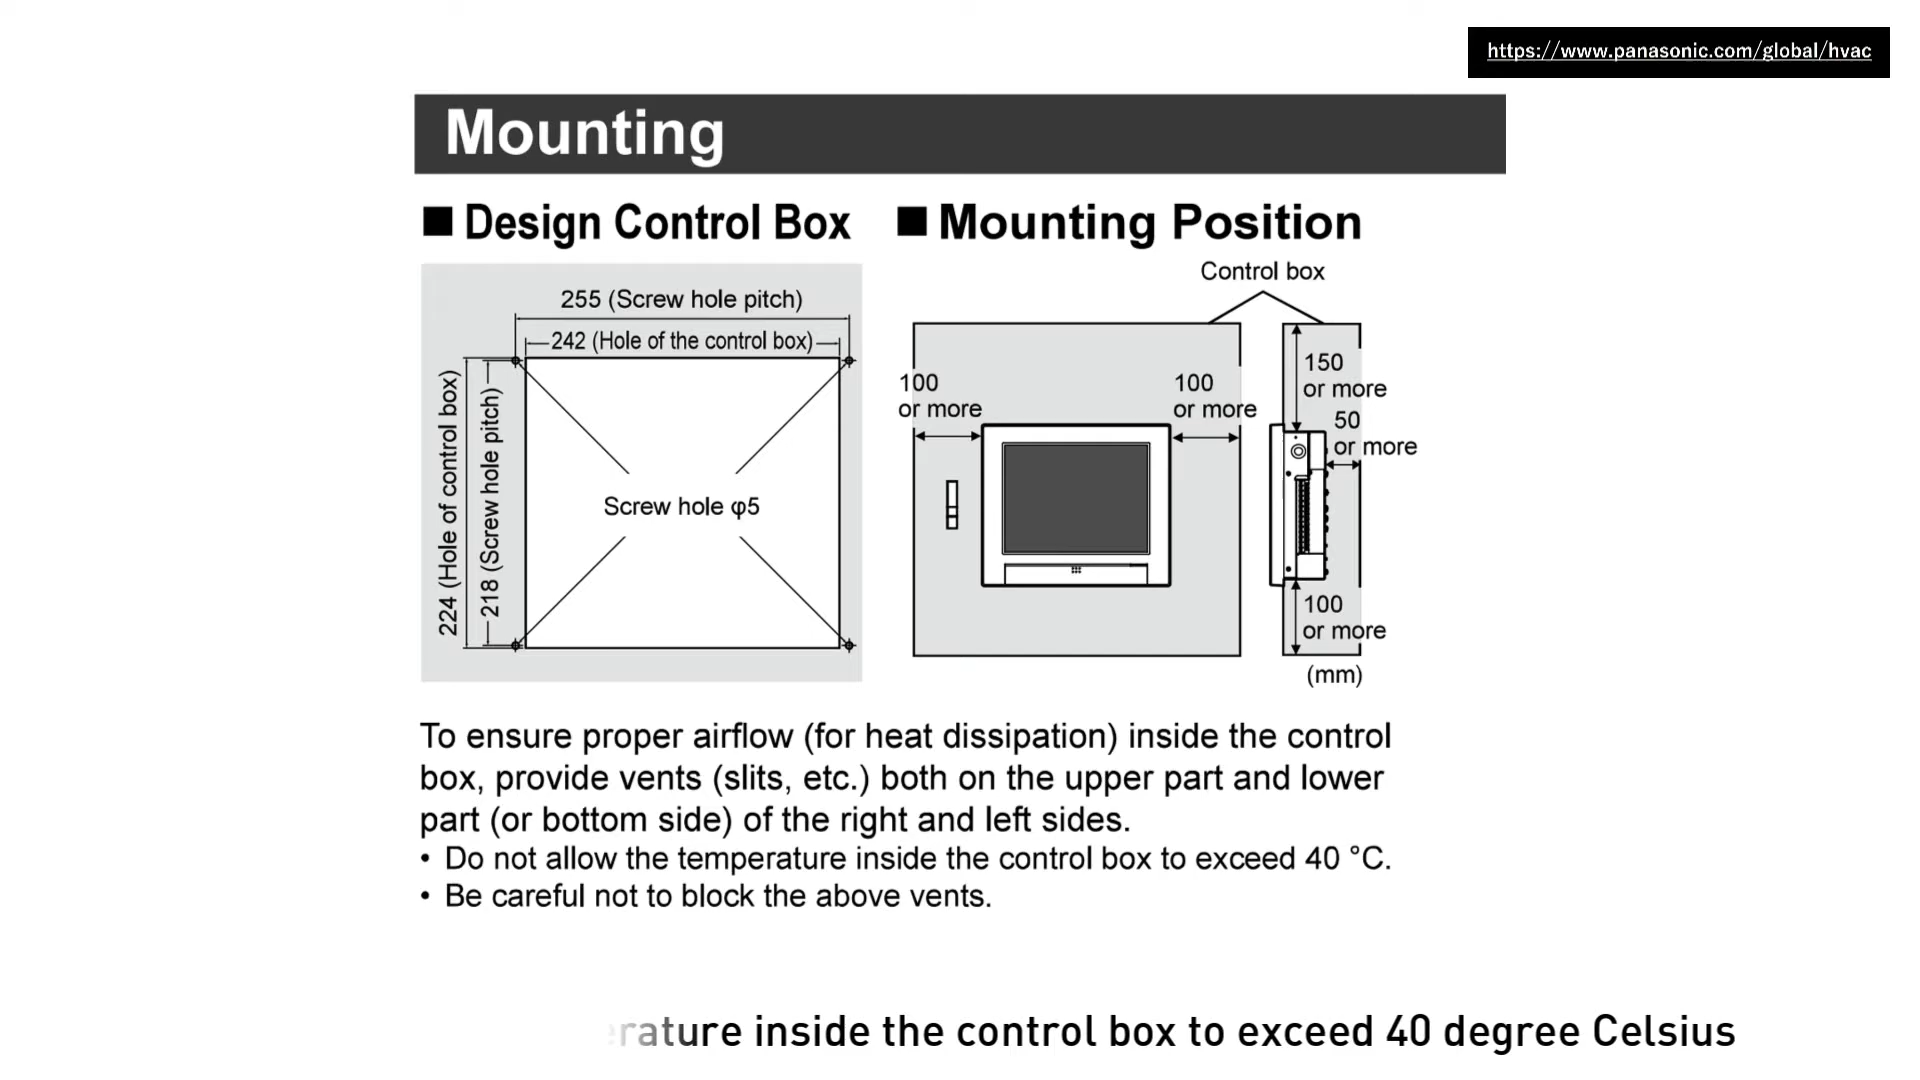 https://www.panasonic.com/global/hvac
Mounting
■ Design Control Box
255 (Screw hole pitch)
242 (Hole of the control box)
224 (Hole of control box)
218 (Screw hole pitch)
Screw hole φ5
■ Mounting Position
Control box
100
or more
100
or more
150
or more
50
or more
100
or more
(mm)
To ensure proper airflow (for heat dissipation) inside the control
box, provide vents (slits, etc.) both on the upper part and lower
part (or bottom side) of the right and left sides.
• Do not allow the temperature inside the control box to exceed 40 °C.
• Be careful not to block the above vents.
rature inside the control box to exceed 40 degree Celsius